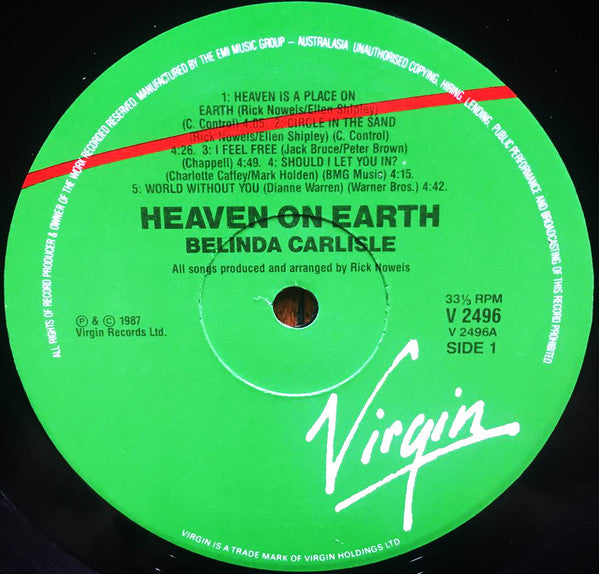 ALL RIGHTS OF RECORD PRODUCER & OWNER OF THE WORK RECORDED RESERVED. MANUFACTURED BY THE EMI MUSIC GROUP – AUSTRALASIA. UNAUTHORISED COPYING, HIRING, LENDING, PUBLIC PERFORMANCE AND BROADCASTING OF THIS RECORD PROHIBITED
1: HEAVEN IS A PLACE ON
EARTH (Rick Nowels/Ellen Shipley)
(C. Control) 4:05. 2: CIRCLE IN THE SAND
(Rick Nowels/Ellen Shipley) (C. Control)
4:26. 3: I FEEL FREE (Jack Bruce/Peter Brown)
(Chappell) 4:49. 4: SHOULD I LET YOU IN?
(Charlotte Caffey/Mark Holden) (BMG Music) 4:15.
5: WORLD WITHOUT YOU (Dianne Warren) (Warner Bros.) 4:42.
HEAVEN ON EARTH
BELINDA CARLISLE
All songs produced and arranged by Rick Nowels
℗ & © 1987
Virgin Records Ltd.
33⅓ RPM
V 2496
V 2496A
SIDE 1
Virgin
VIRGIN IS A TRADE MARK OF VIRGIN HOLDINGS LTD